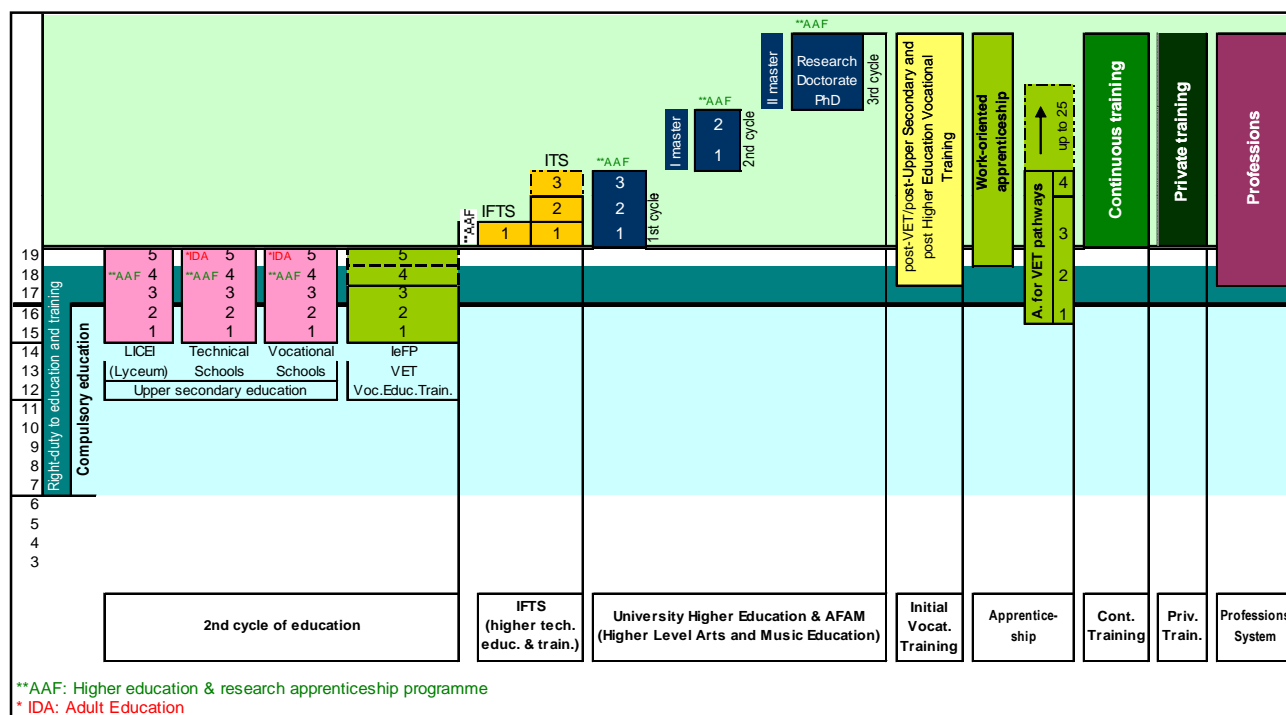 **AAF
II master
Research
Doctorate
PhD
3rd cycle
**AAF
I master
2
1
2nd cycle
ITS
3
2
1
**AAF
IFTS
1
**AAF
3
2
1
1st cycle
post-VET/post-Upper Secondary and
post Higher Education Vocational
Training
Work-oriented
apprenticeship
up to 25
A. for VET pathways
4
3
2
1
Continuous training
Private training
Professions
19
18
17
16
15
14
13
12
11
10
9
8
7
6
5
4
3
Right-duty to education and training
Compulsory education
5
**AAF 4
3
2
1
LICEI
(Lyceum)
*IDA 5
**AAF 4
3
2
1
Technical
Schools
*IDA 5
**AAF 4
3
2
1
Vocational
Schools
Upper secondary education
5
4
3
2
1
IeFP
VET
Voc.Educ.Train.
2nd cycle of education
IFTS
(higher tech.
educ. & train.)
University Higher Education & AFAM
(Higher Level Arts and Music Education)
Initial
Vocat.
Training
Apprentice-
ship
Cont.
Training
Priv.
Train.
Professions
System
**AAF: Higher education & research apprenticeship programme
* IDA: Adult Education